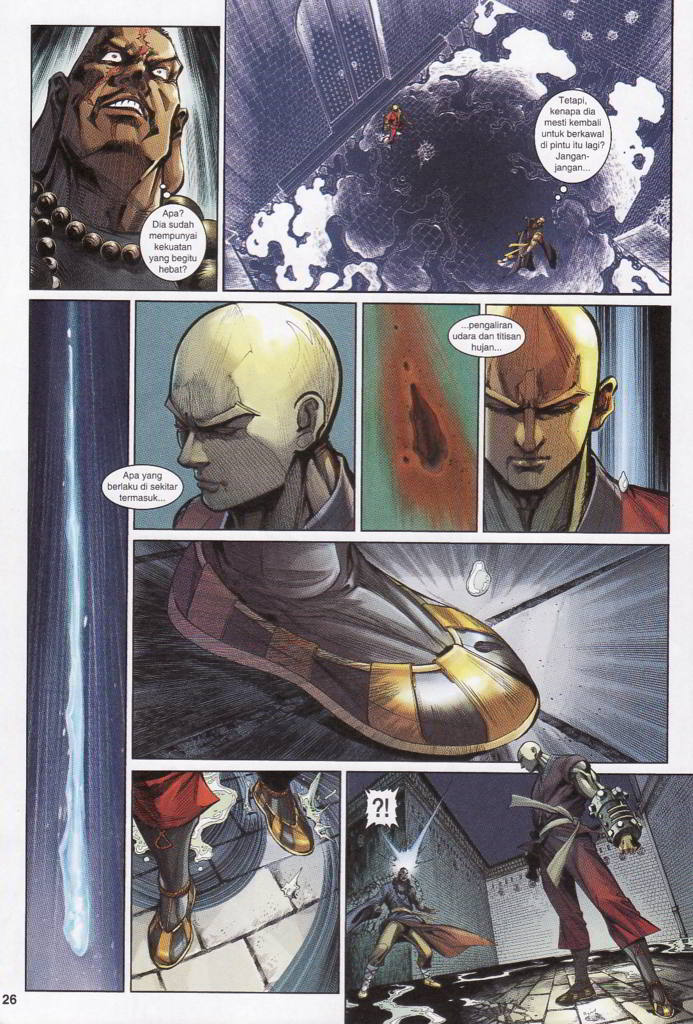 Apa?
Dia sudah
mempunyai
kekuatan
yang begitu
hebat?
Tetapi,
kenapa dia
mesti kembali
untuk berkawal
di pintu itu lagi?
Jangan-
jangan...
Apa yang
berlaku di sekitar
termasuk...
...pengaliran
udara dan titisan
hujan...
?!
26